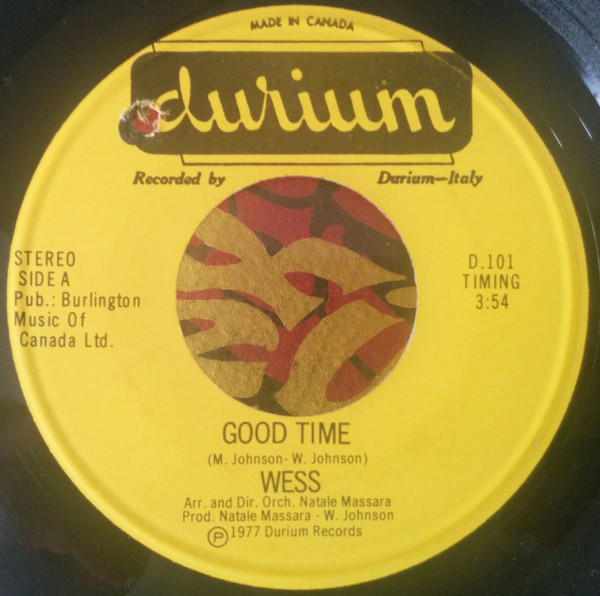 MADE IN CANADA
durium
Recorded by Darium-Italy
STEREO
SIDE A
Pub.: Burlington
Music Of
Canada Ltd.
D.101
TIMING
3:54
GOOD TIME
(M. Johnson- W. Johnson)
WESS
Arr. and Dir. Orch. Natale Massara
Prod. Natale Massara - W. Johnson
Ⓟ 1977 Durium Records